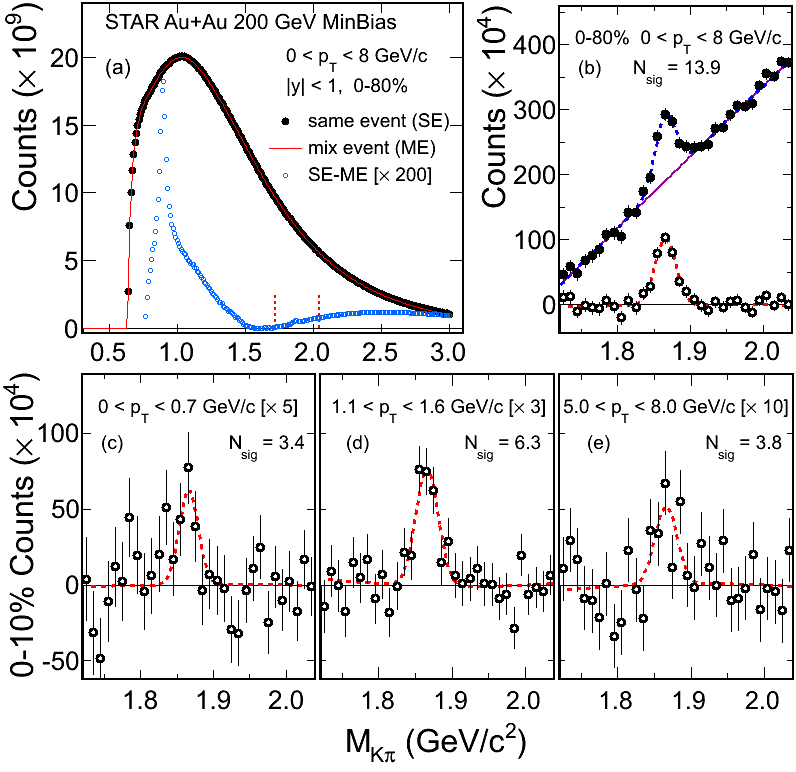 STAR Au+Au 200 GeV MinBias
(a)
0 < p_T < 8 GeV/c
|y| < 1, 0-80%
same event (SE)
mix event (ME)
SE-ME [× 200]
Counts (× 10^9)
20
15
10
5
0
1.0
1.5
2.0
2.5
3.0
0-80% 0 < p_T < 8 GeV/c
(b)
N_sig = 13.9
Counts (× 10^4)
400
300
200
100
0
1.8
1.9
2.0
0 < p_T < 0.7 GeV/c [× 5]
(c)
N_sig = 3.4
0-10% Counts (× 10^4)
100
50
0
-50
1.8
1.9
2.0
1.1 < p_T < 1.6 GeV/c [× 3]
(d)
N_sig = 6.3
1.8
1.9
2.0
5.0 < p_T < 8.0 GeV/c [× 10]
(e)
N_sig = 3.8
1.8
1.9
2.0
M_Kπ (GeV/c^2)